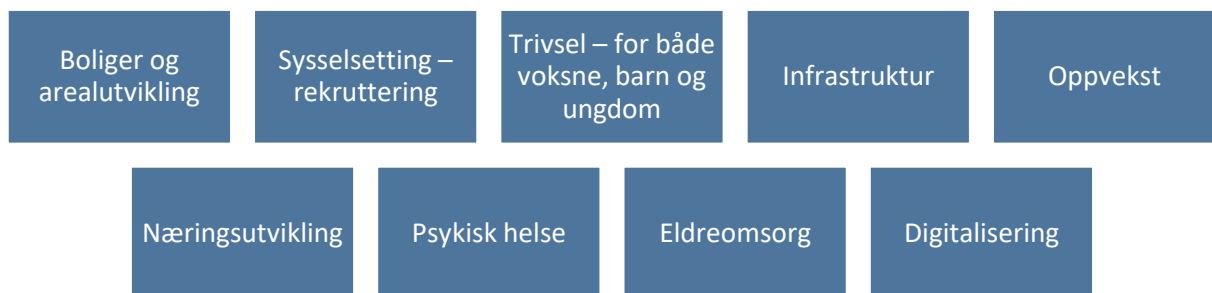 Boliger og
arealutvikling
Sysselsetting –
rekruttering
Trivsel – for både
voksne, barn og
ungdom
Infrastruktur
Oppvekst
Næringsutvikling
Psykisk helse
Eldreomsorg
Digitalisering